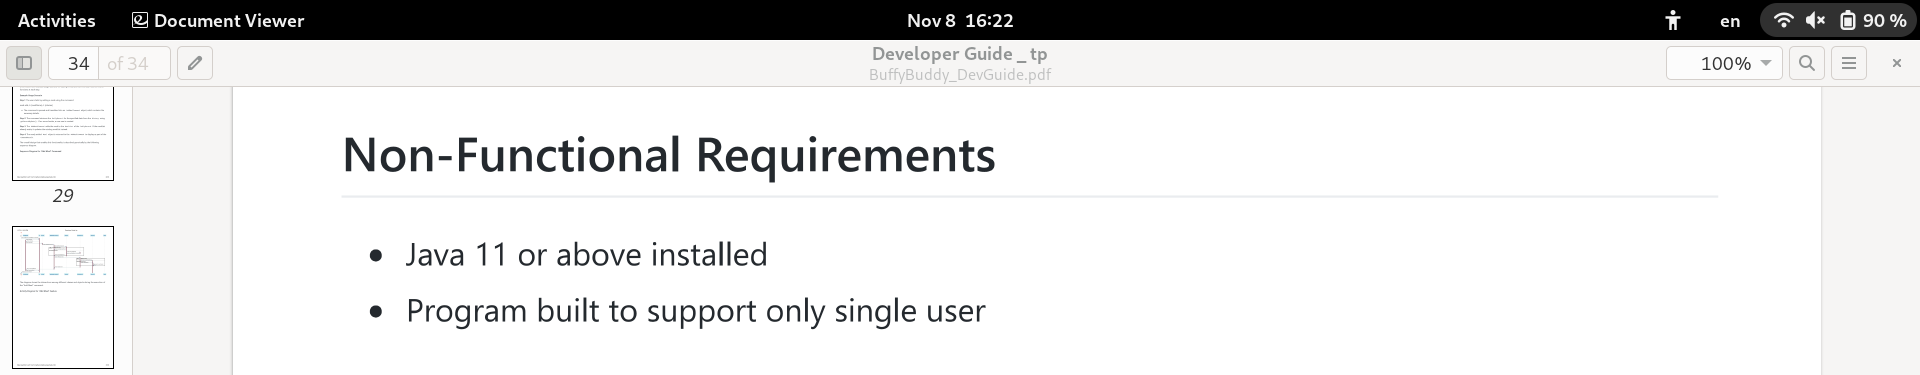 Activities Document Viewer Nov 8 16:22 en 90 %
34 of 34 Developer Guide _ tp 100%
BuffyBuddy_DevGuide.pdf
29
Non-Functional Requirements
Java 11 or above installed
Program built to support only single user